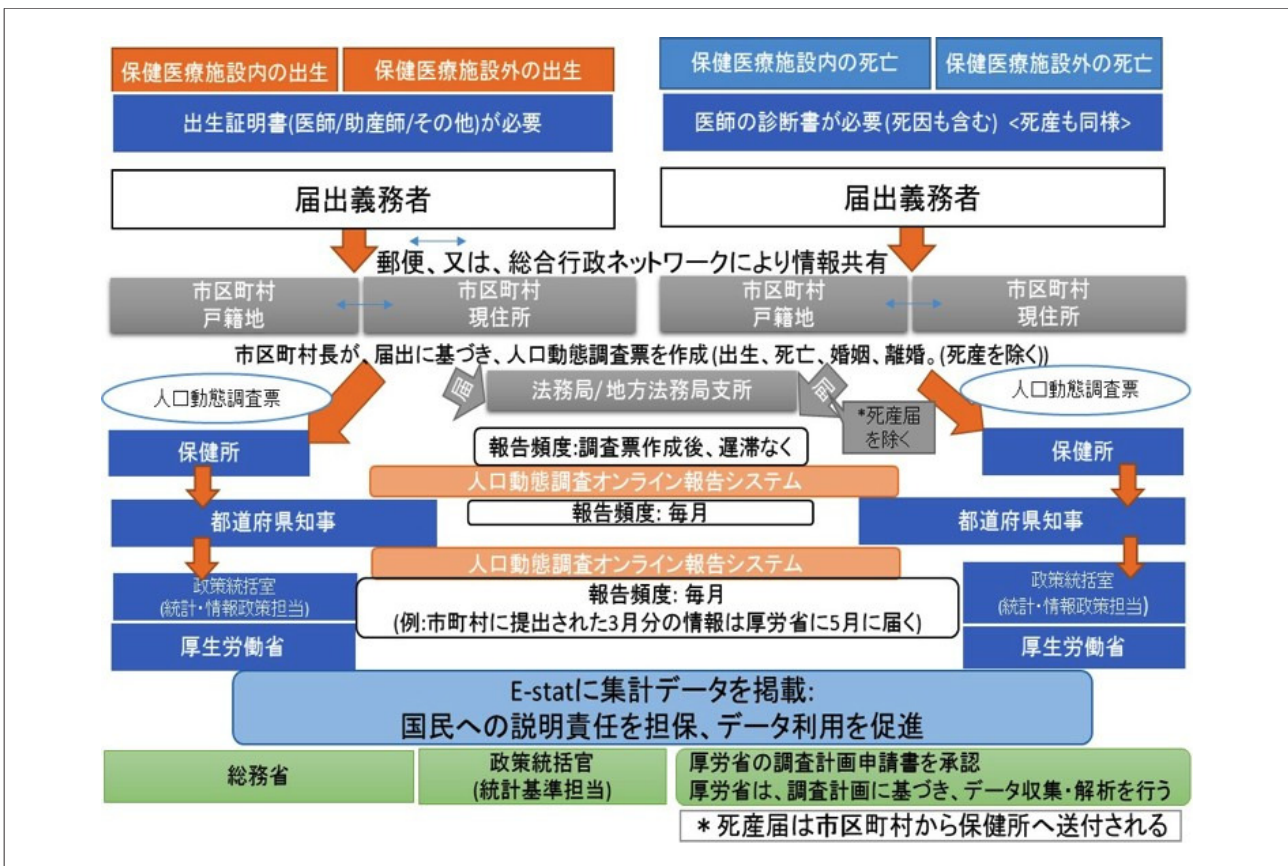 保健医療施設内の出生
保健医療施設外の出生
保健医療施設内の死亡
保健医療施設外の死亡
出生証明書(医師/助産師/その他)が必要
医師の診断書が必要(死因も含む) <死産も同様>
届出義務者
届出義務者
郵便、又は、総合行政ネットワークにより情報共有
市区町村
戸籍地
市区町村
現住所
市区町村
戸籍地
市区町村
現住所
市区町村長が、届出に基づき、人口動態調査票を作成(出生、死亡、婚姻、離婚。(死産を除く))
人口動態調査票
届
法務局/地方法務局支所
人口動態調査票
*死産届
を除く
保健所
報告頻度:調査票作成後、遅滞なく
保健所
人口動態調査オンライン報告システム
都道府県知事
報告頻度: 毎月
都道府県知事
人口動態調査オンライン報告システム
政策統括室
(統計・情報政策担当)
厚生労働省
報告頻度: 毎月
(例:市町村に提出された3月分の情報は厚労省に5月に届く)
政策統括室
(統計・情報政策担当)
厚生労働省
E-statに集計データを掲載:
国民への説明責任を担保、データ利用を促進
総務省
政策統括官
(統計基準担当)
厚労省の調査計画申請書を承認
厚労省は、調査計画に基づき、データ収集・解析を行う
* 死産届は市区町村から保健所へ送付される